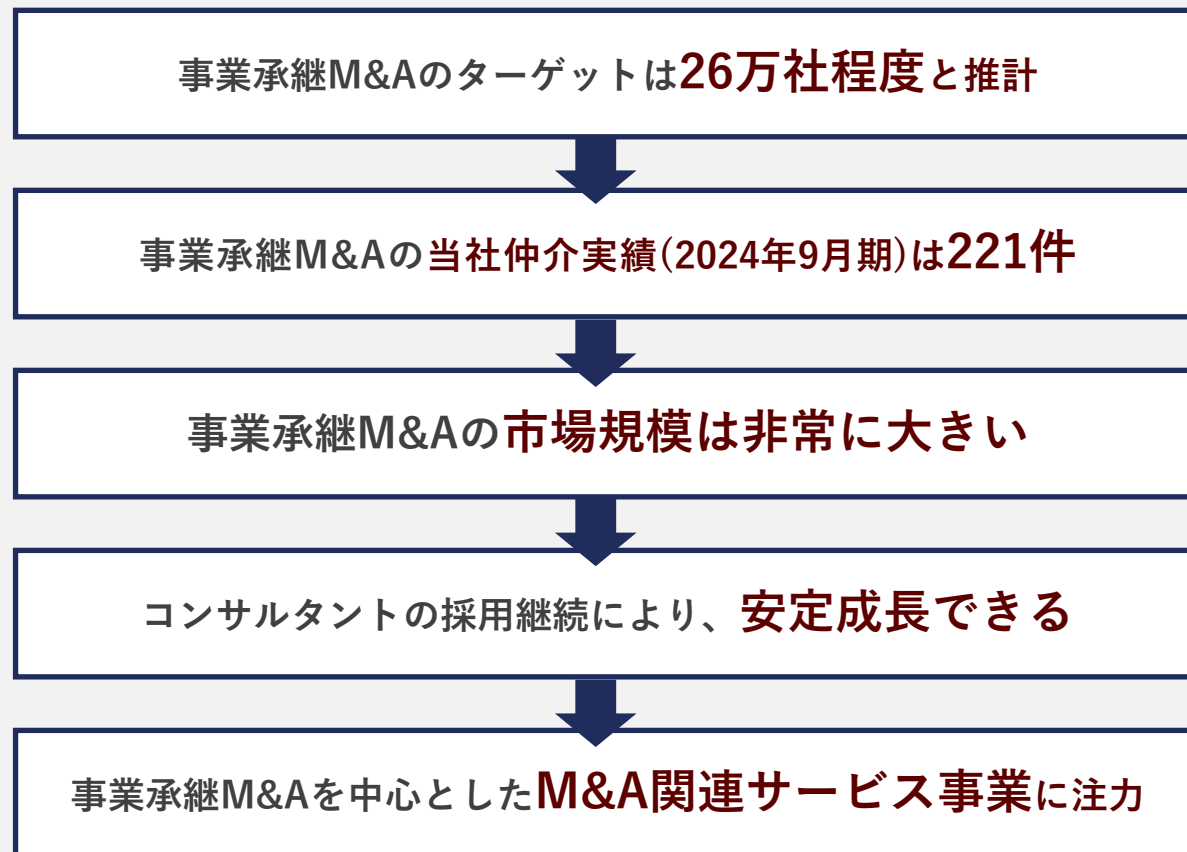 事業承継M&Aのターゲットは26万社程度と推計
事業承継M&Aの当社仲介実績(2024年9月期)は221件
事業承継M&Aの市場規模は非常に大きい
コンサルタントの採用継続により、安定成長できる
事業承継M&Aを中心としたM&A関連サービス事業に注力